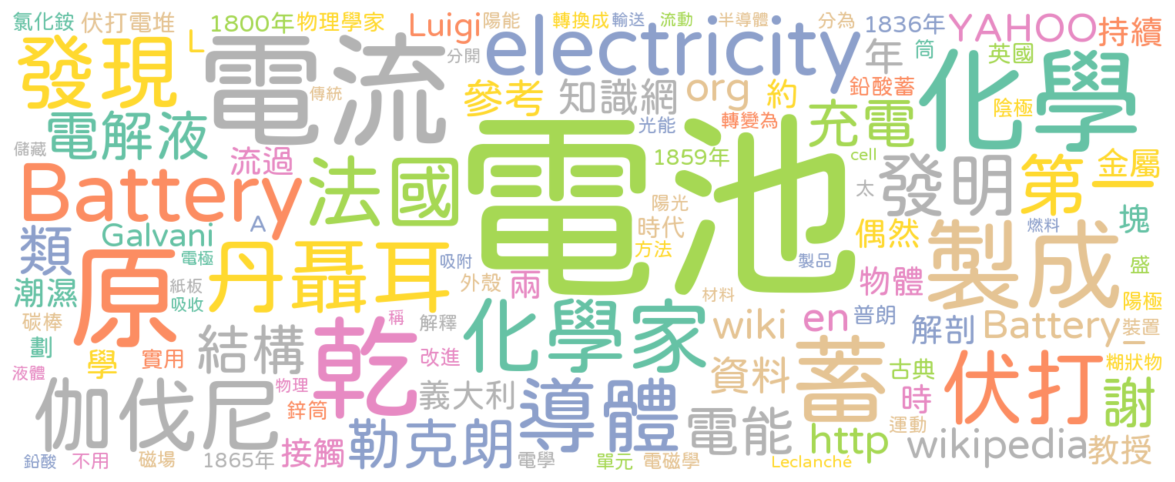 氯化銨 伏打電堆 1800年 物理學家 Luigi 陽能 轉換成 輸送 流動 半導體 分為 1836年 YAHOO 持續
發現 L 電流 分開 electricity 年 筒 英國 化學
傳統 參考 知識網 org 約 鉛酸蓄 陰極
電解液 光能 轉變為 充電
儲藏 流過 電池 1859年 cell 發明 第一 金屬
Battery 法國 陽光 太
類 Galvani A 時代 偶然 燃料 塊
電極 丹聶耳 吸附 方法 製品 製成 盛
潮濕 原 紙板 吸收 外殼 兩 材料 物體 陽極
碳棒 稱 解釋 化學家 wiki en 普朗 解剖 Battery_ 裝置
劃 學 實用 結構 乾 改進 資料 蓄 古典 伏打 糊狀物
液體 物理 義大利 導體 電能 時 謝
伽伐尼 鋅筒 勒克朗 http 運動 wikipedia
鉛酸 不用 磁場 1865年 接觸 電學 單元 電磁學 Leclanché 教授